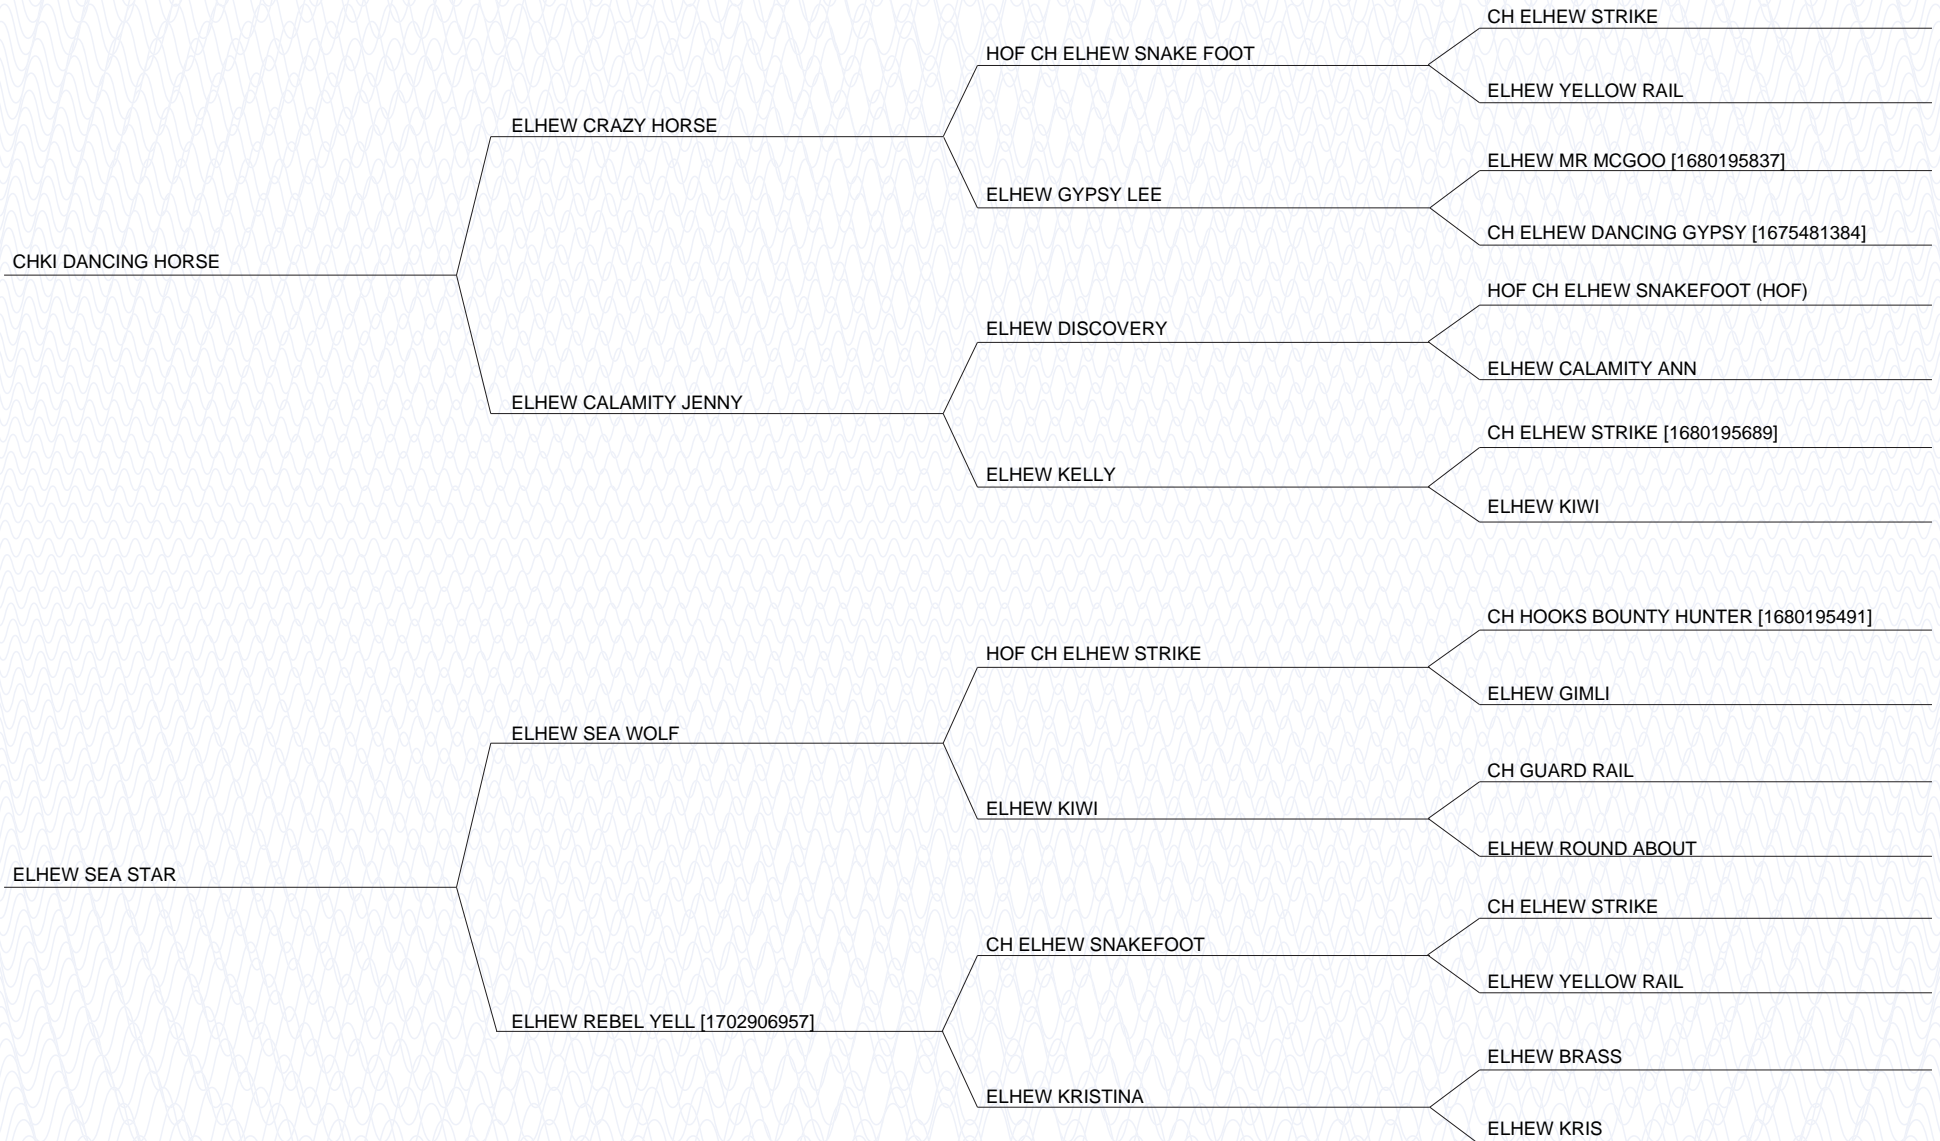 CH ELHEW STRIKE
HOF CH ELHEW SNAKE FOOT
ELHEW YELLOW RAIL
ELHEW CRAZY HORSE
ELHEW MR MCGOO [1680195837]
ELHEW GYPSY LEE
CH ELHEW DANCING GYPSY [1675481384]
CHKI DANCING HORSE
HOF CH ELHEW SNAKEFOOT (HOF)
ELHEW DISCOVERY
ELHEW CALAMITY ANN
ELHEW CALAMITY JENNY
CH ELHEW STRIKE [1680195689]
ELHEW KELLY
ELHEW KIWI
CH HOOKS BOUNTY HUNTER [1680195491]
HOF CH ELHEW STRIKE
ELHEW GIMLI
ELHEW SEA WOLF
CH GUARD RAIL
ELHEW KIWI
ELHEW ROUND ABOUT
ELHEW SEA STAR
CH ELHEW STRIKE
CH ELHEW SNAKEFOOT
ELHEW YELLOW RAIL
ELHEW REBEL YELL [1702906957]
ELHEW BRASS
ELHEW KRISTINA
ELHEW KRIS